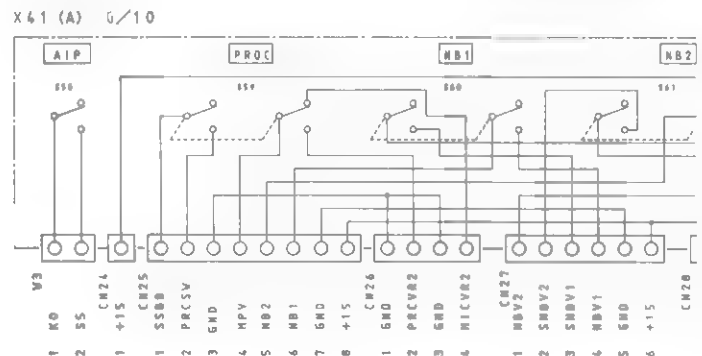 X41 (A) G/10
AIP PROC NB1 NB2
S58 S59 S60 S61
W3
1 KO
2 SS
CN24
1 +15
CN25
1 SSBB
2 PRCSW
3 GND
4 MPV
5 NB2
6 NB1
7 GND
8 +15
CN26
1 GND
2 PRCVR2
3 GND
4 MICVR2
CN27
1 NBV2
2 SNBV2
3 SNBV1
4 NBV1
5 GND
6 +15
CN28